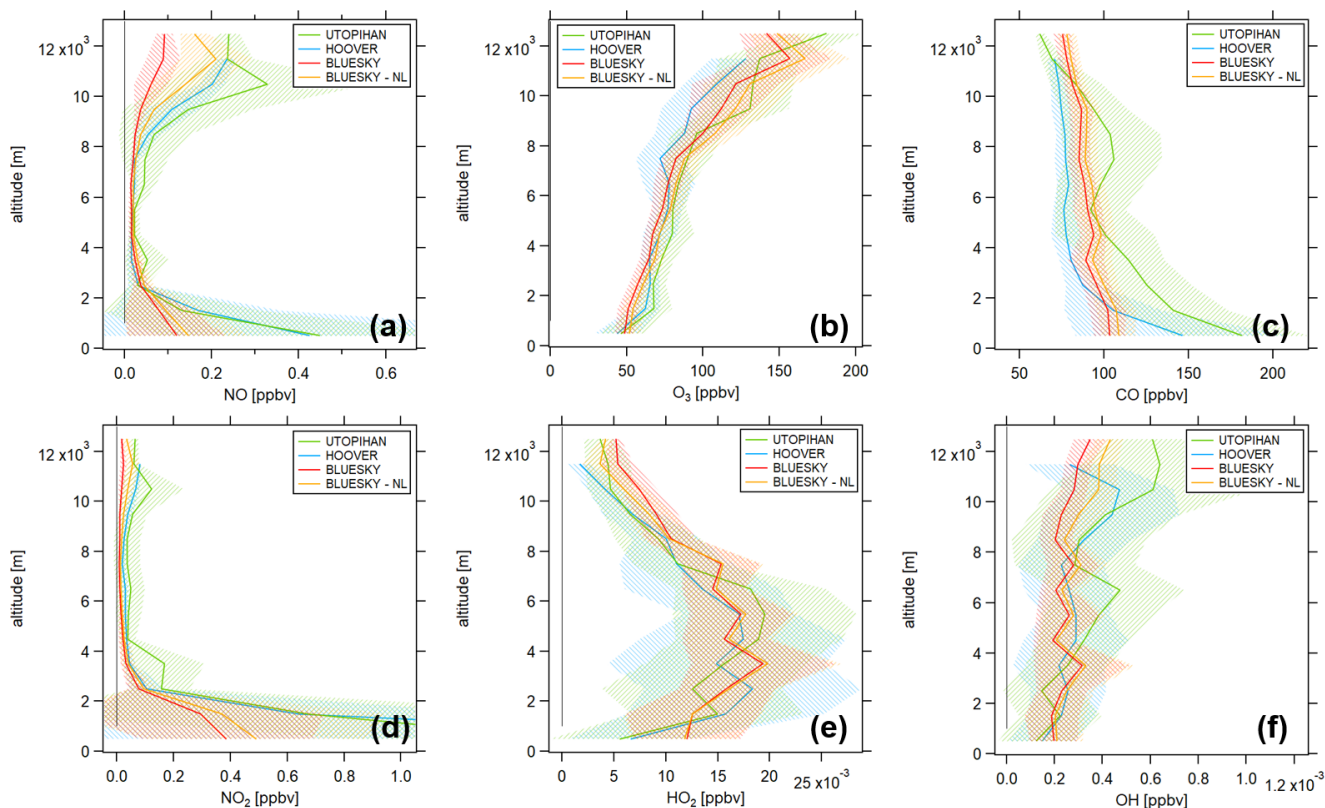 12 x10³
10
8
6
4
2
0
altitude [m]
UTOPIHAN
HOOVER
BLUESKY
BLUESKY - NL
(a)
0.0
0.2
0.4
0.6
NO [ppbv]
12 x10³
10
8
6
4
2
0
altitude [m]
UTOPIHAN
HOOVER
BLUESKY
BLUESKY - NL
(b)
0
50
100
150
200
O₃ [ppbv]
12 x10³
10
8
6
4
2
0
altitude [m]
UTOPIHAN
HOOVER
BLUESKY
BLUESKY - NL
(c)
50
100
150
200
CO [ppbv]
12 x10³
10
8
6
4
2
0
altitude [m]
UTOPIHAN
HOOVER
BLUESKY
BLUESKY - NL
(d)
0.0
0.2
0.4
0.6
0.8
1.0
NO₂ [ppbv]
12 x10³
10
8
6
4
2
0
altitude [m]
UTOPIHAN
HOOVER
BLUESKY
BLUESKY - NL
(e)
0
5
10
15
20
25 x10⁻³
HO₂ [ppbv]
12 x10³
10
8
6
4
2
0
altitude [m]
UTOPIHAN
HOOVER
BLUESKY
BLUESKY - NL
(f)
0.0
0.2
0.4
0.6
0.8
1.0
1.2 x10⁻³
OH [ppbv]